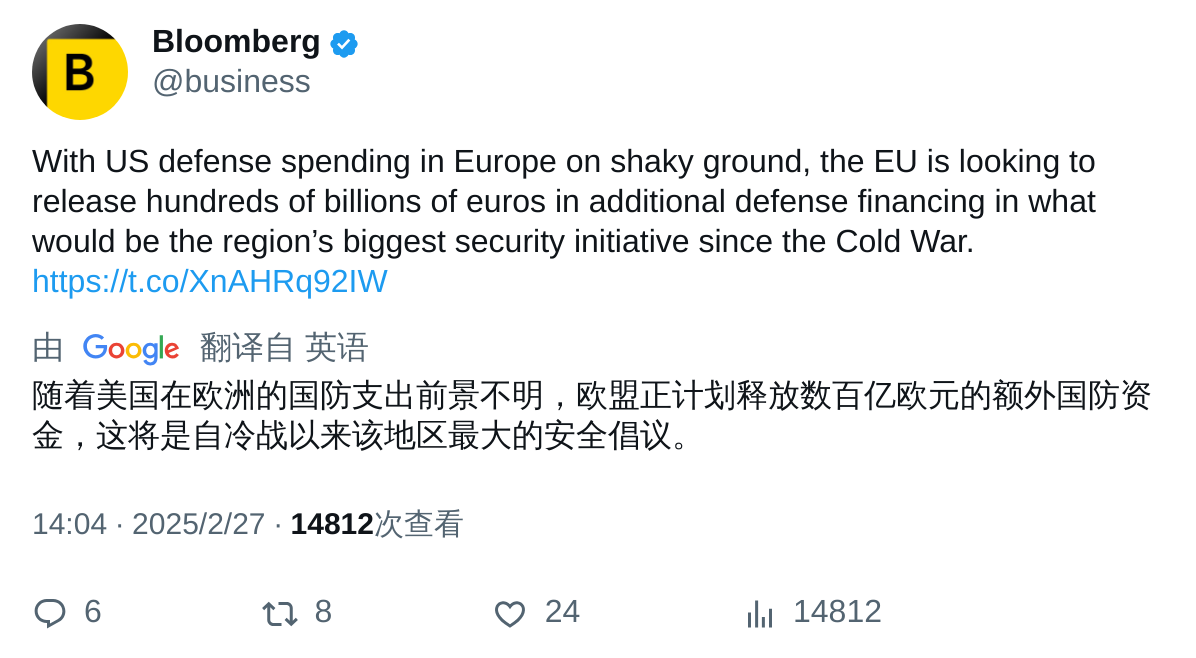 B
Bloomberg
@business
With US defense spending in Europe on shaky ground, the EU is looking to
release hundreds of billions of euros in additional defense financing in what
would be the region’s biggest security initiative since the Cold War.
https://t.co/XnAHRq92IW
由 Google 翻译自 英语
随着美国在欧洲的国防支出前景不明，欧盟正计划释放数百亿欧元的额外国防资
金，这将是自冷战以来该地区最大的安全倡议。
14:04 · 2025/2/27 · 14812次查看
6 8 24 14812